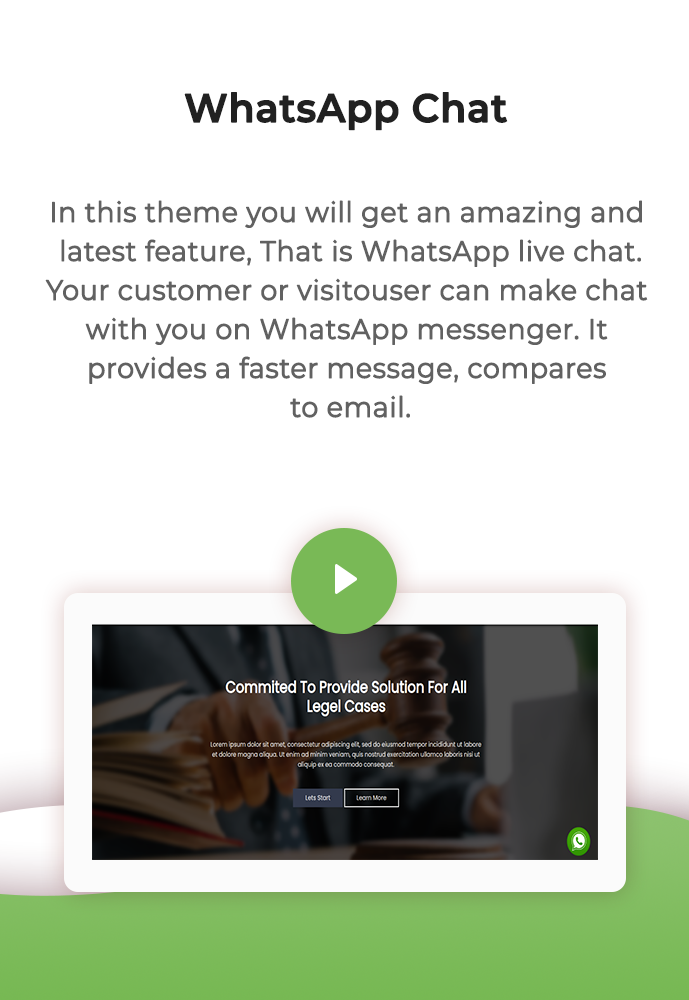 WhatsApp Chat
In this theme you will get an amazing and
latest feature, That is WhatsApp live chat.
Your customer or visitouser can make chat
with you on WhatsApp messenger. It
provides a faster message, compares
to email.
Commited To Provide Solution For All
Legel Cases
Lorem ipsum dolor sit amet, consectetur adipiscing elit, sed do eiusmod tempor incididunt ut labore
et dolore magna aliqua. Ut enim ad minim veniam, quis nostrud exercitation ullamco laboris nisi ut
aliquip ex ea commodo consequat.
Lets Start
Learn More